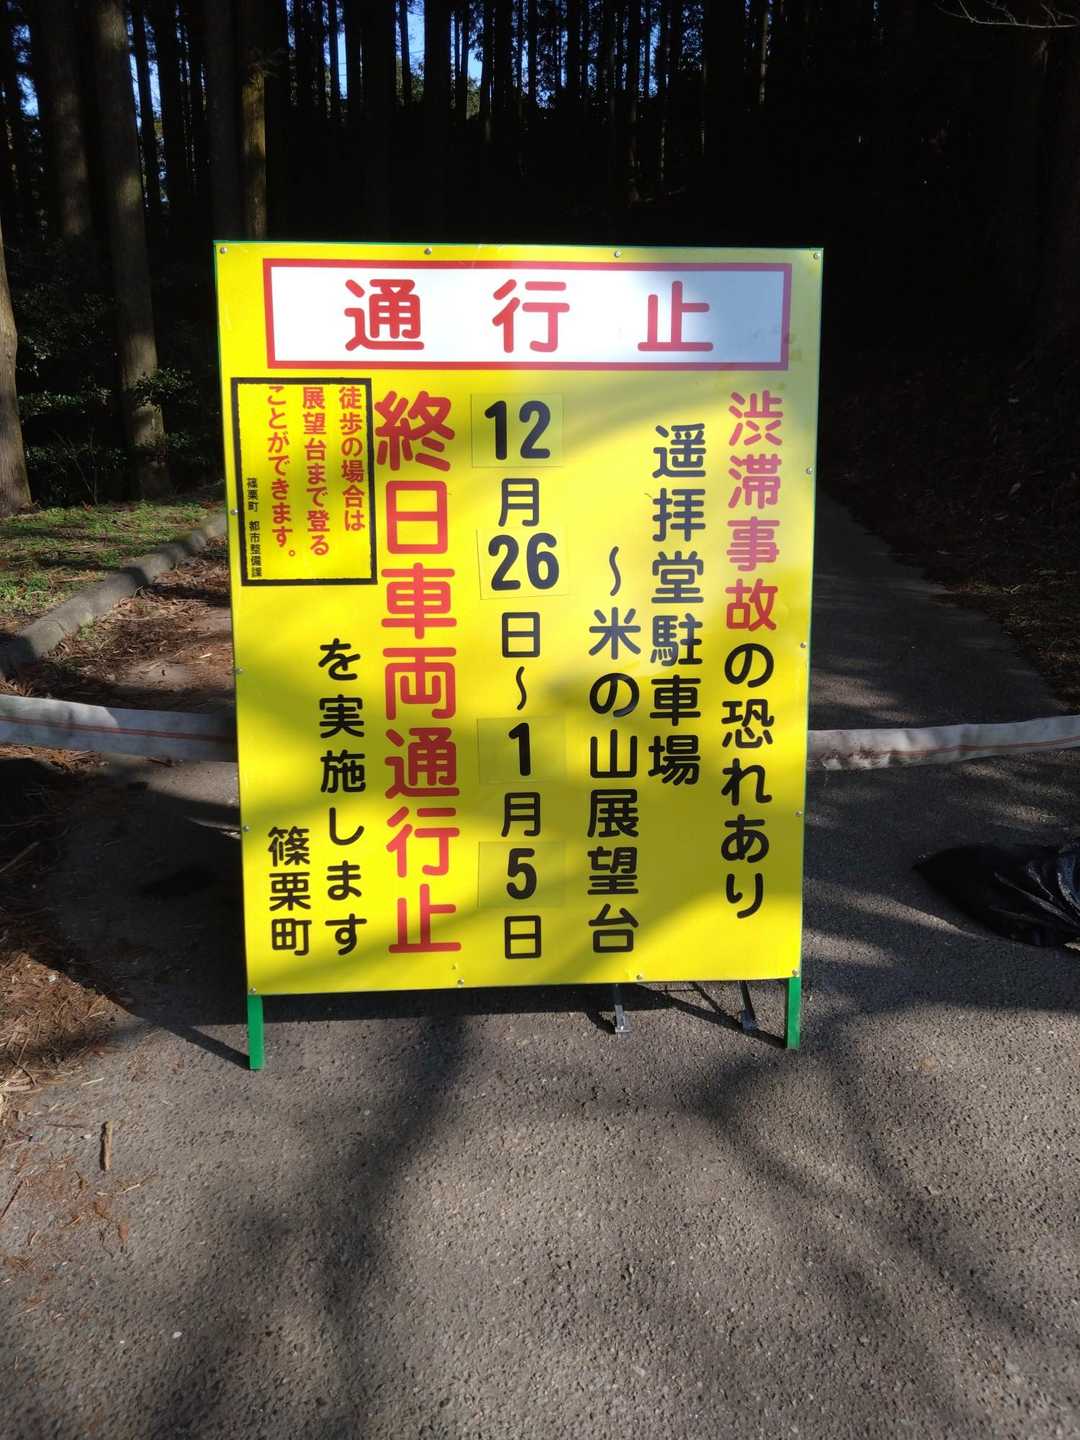 通行止
渋滞事故の恐れあり
遥拝堂駐車場
～米の山展望台
12月26日～1月5日
終日車両通行止
を実施します
篠栗町
徒歩の場合は
展望台まで登る
ことができます。
篠栗町 都市整備課